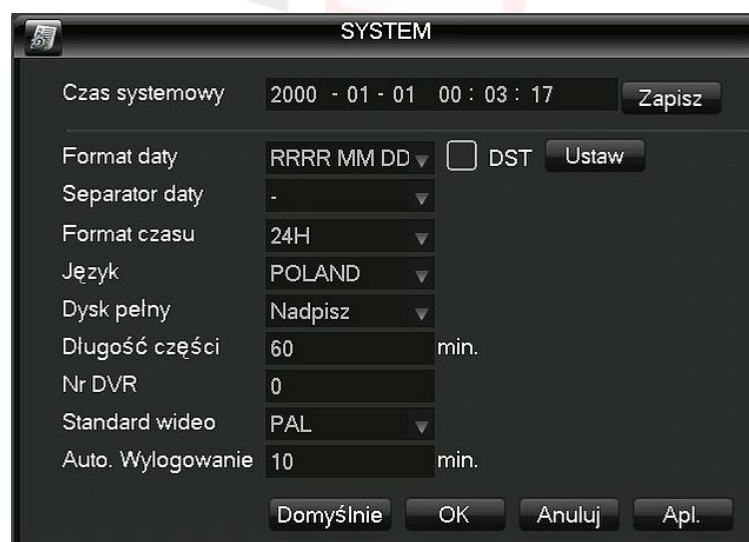 SYSTEM
Czas systemowy 2000 - 01 - 01 00 : 03 : 17 Zapisz
Format daty RRRR MM DD DST Ustaw
Separator daty -
Format czasu 24H
Język POLAND
Dysk pełny Nadpisz
Długość części 60 min.
Nr DVR 0
Standard wideo PAL
Auto. Wylogowanie 10 min.
Domyślnie OK Anuluj Apl.